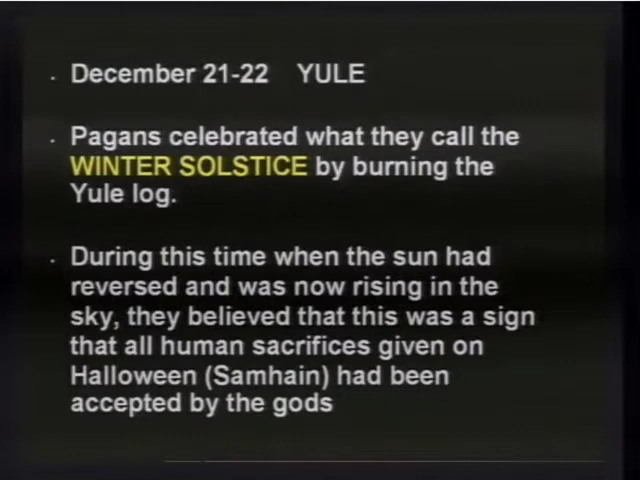 · December 21-22 YULE
· Pagans celebrated what they call the
WINTER SOLSTICE by burning the
Yule log.
· During this time when the sun had
reversed and was now rising in the
sky, they believed that this was a sign
that all human sacrifices given on
Halloween (Samhain) had been
accepted by the gods